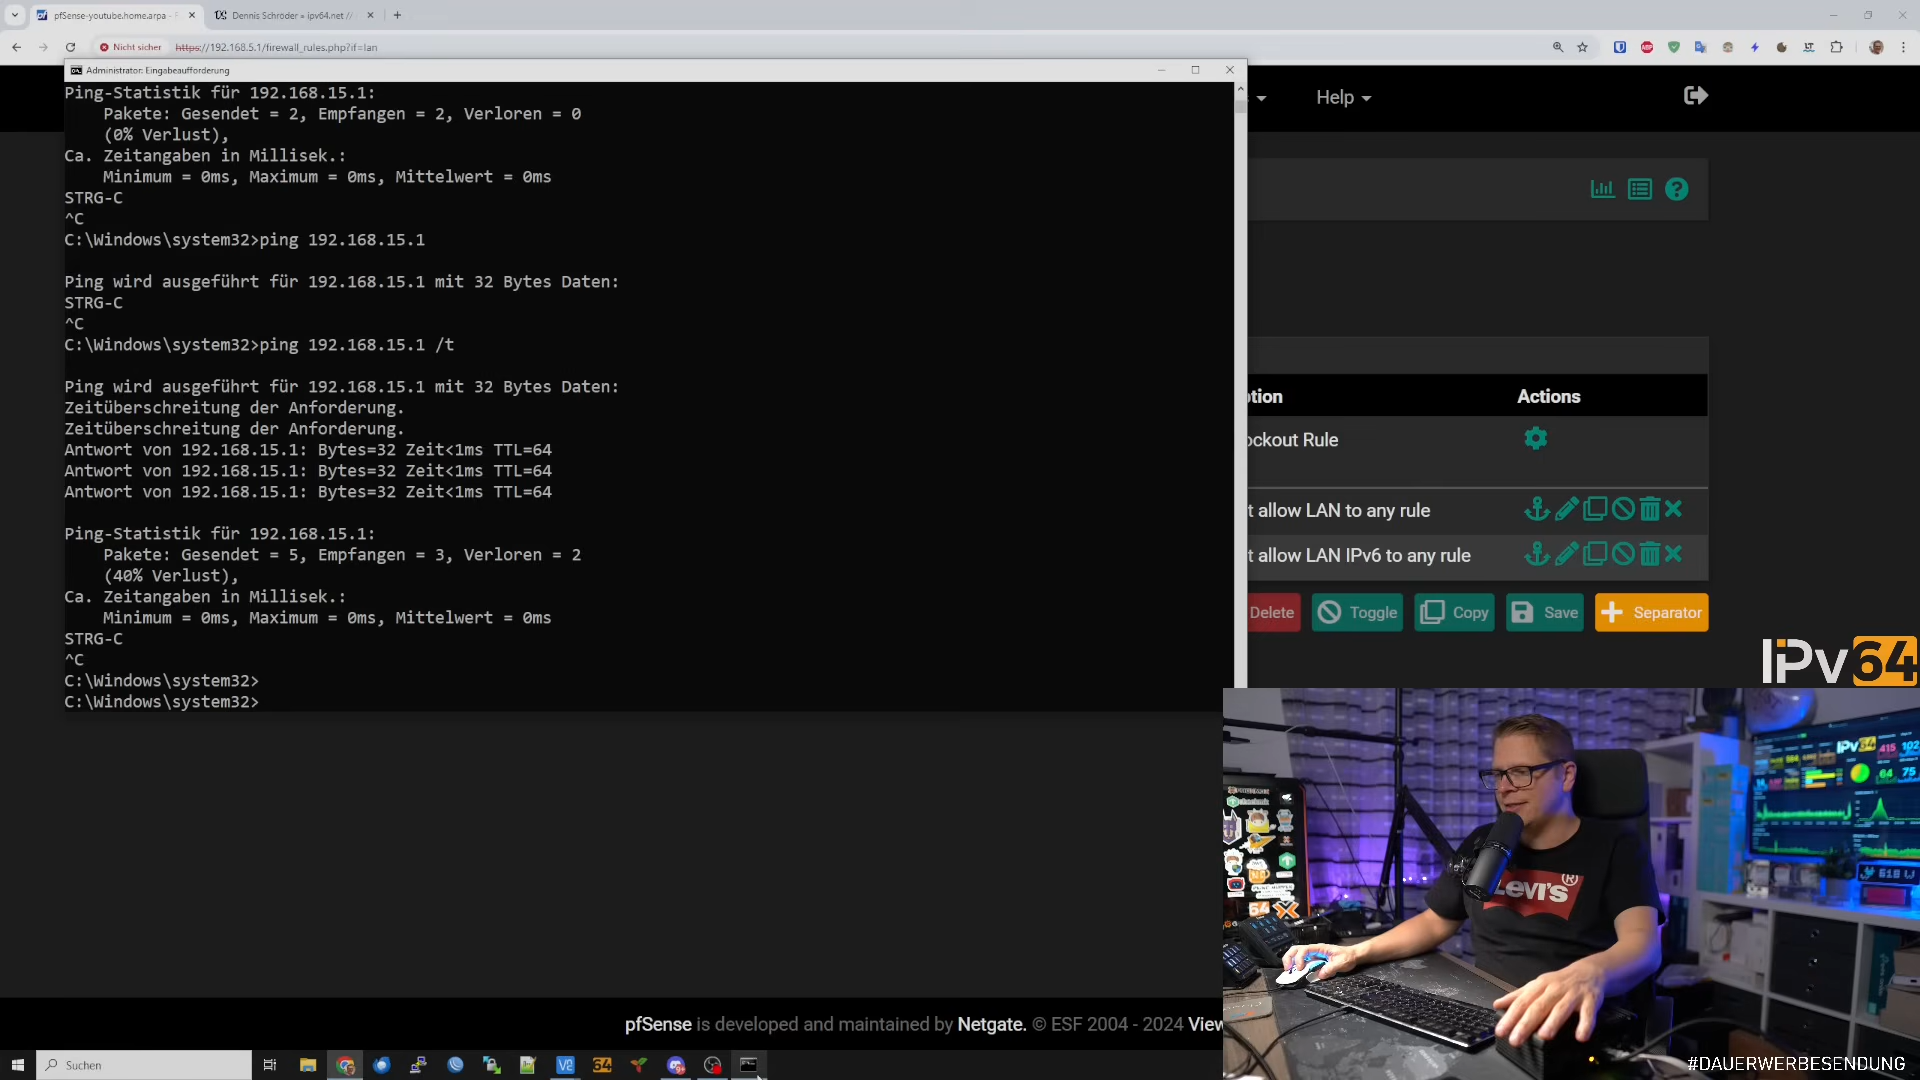 pfSense-youtube.home.arpa - F
Dennis Schröder = ipv64.net //
Nicht sicher
https://192.168.5.1/firewall_rules.php?if=lan
Administrator: Eingabeaufforderung
Help
Ping-Statistik für 192.168.15.1:
Pakete: Gesendet = 2, Empfangen = 2, Verloren = 0
(0% Verlust),
Ca. Zeitangaben in Millisek.:
Minimum = 0ms, Maximum = 0ms, Mittelwert = 0ms
STRG-C
^C
C:\Windows\system32>ping 192.168.15.1
Ping wird ausgeführt für 192.168.15.1 mit 32 Bytes Daten:
STRG-C
^C
C:\Windows\system32>ping 192.168.15.1 /t
Ping wird ausgeführt für 192.168.15.1 mit 32 Bytes Daten:
Zeitüberschreitung der Anforderung.
Zeitüberschreitung der Anforderung.
Antwort von 192.168.15.1: Bytes=32 Zeit<1ms TTL=64
Antwort von 192.168.15.1: Bytes=32 Zeit<1ms TTL=64
Antwort von 192.168.15.1: Bytes=32 Zeit<1ms TTL=64
Ping-Statistik für 192.168.15.1:
Pakete: Gesendet = 5, Empfangen = 3, Verloren = 2
(40% Verlust),
Ca. Zeitangaben in Millisek.:
Minimum = 0ms, Maximum = 0ms, Mittelwert = 0ms
STRG-C
^C
C:\Windows\system32>
C:\Windows\system32>
ption Actions
ockout Rule
t allow LAN to any rule
t allow LAN IPv6 to any rule
Delete Toggle Copy Save Separator
IPv64
IPv64 415 102
64 75
618 W
LEVI'S®
64
pfSense is developed and maintained by Netgate. © ESF 2004 - 2024 View
Suchen
V2
64
#DAUERWERBESENDUNG